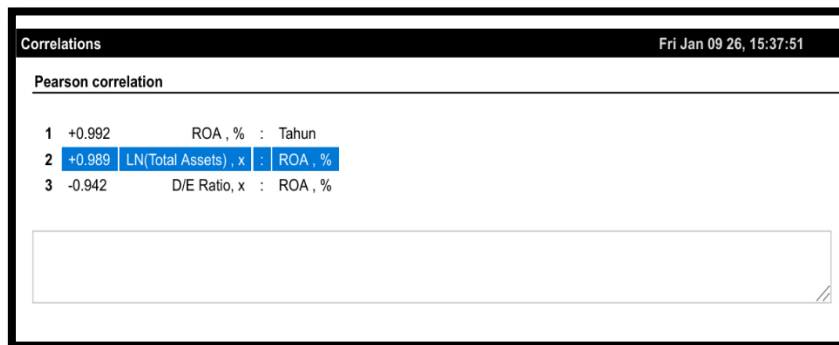 Correlations Fri Jan 09 26, 15:37:51
Pearson correlation
1 +0.992 ROA , % : Tahun
2 +0.989 LN(Total Assets) , x : ROA , %
3 -0.942 D/E Ratio, x : ROA , %